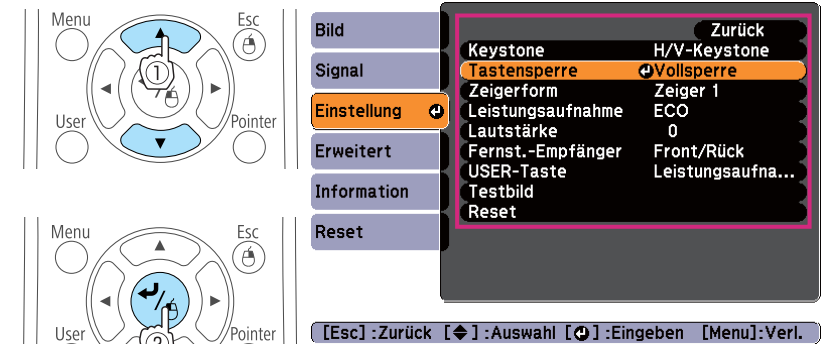 Menu
Esc
①
User
Pointer
Menu
Esc
User
②
Pointer
Bild
Signal
Einstellung
Erweitert
Information
Reset
Zurück
Keystone H/V-Keystone
Tastensperre Vollsperre
Zeigerform Zeiger 1
Leistungsaufnahme ECO
Lautstärke 0
Fernst.-Empfänger Front/Rück
USER-Taste Leistungsaufna...
Testbild
Reset
[Esc] :Zurück [◆] :Auswahl [⏎] :Eingeben [Menu]:Verl.